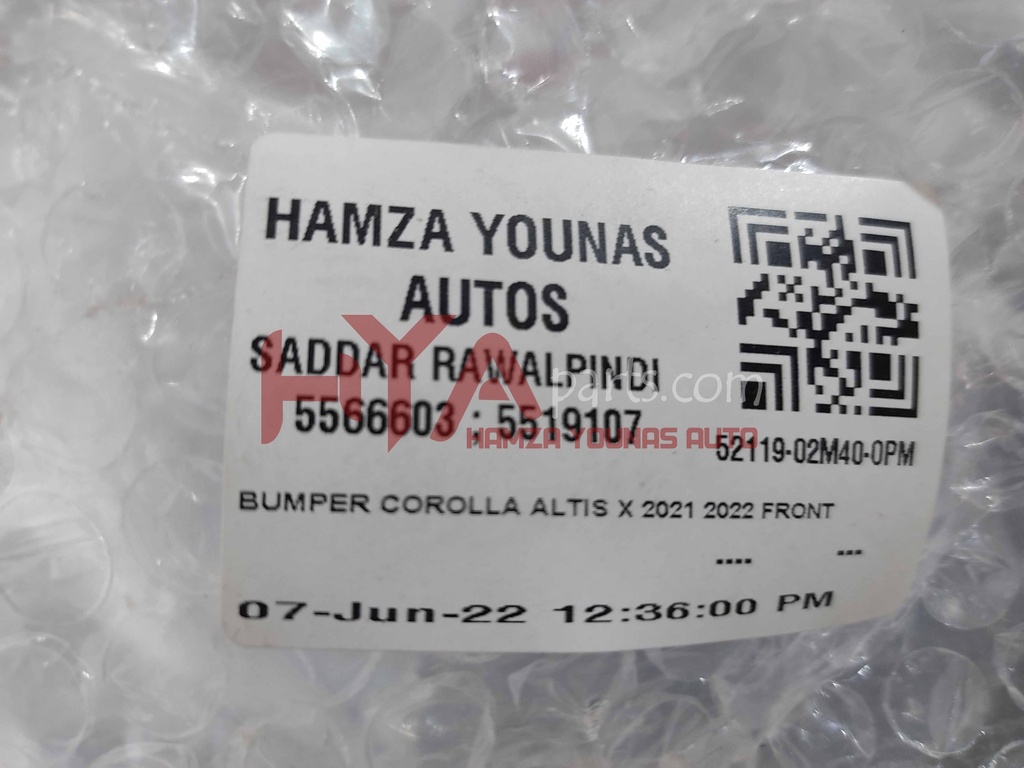 HAMZA YOUNAS
AUTOS
SADDAR RAWALPINDI
5566603 : 5519107
52119-02M40-0PM
BUMPER COROLLA ALTIS X 2021 2022 FRONT
.... ...
07-Jun-22 12:36:00 PM
HYA parts.com
HAMZA YOUNAS AUTO